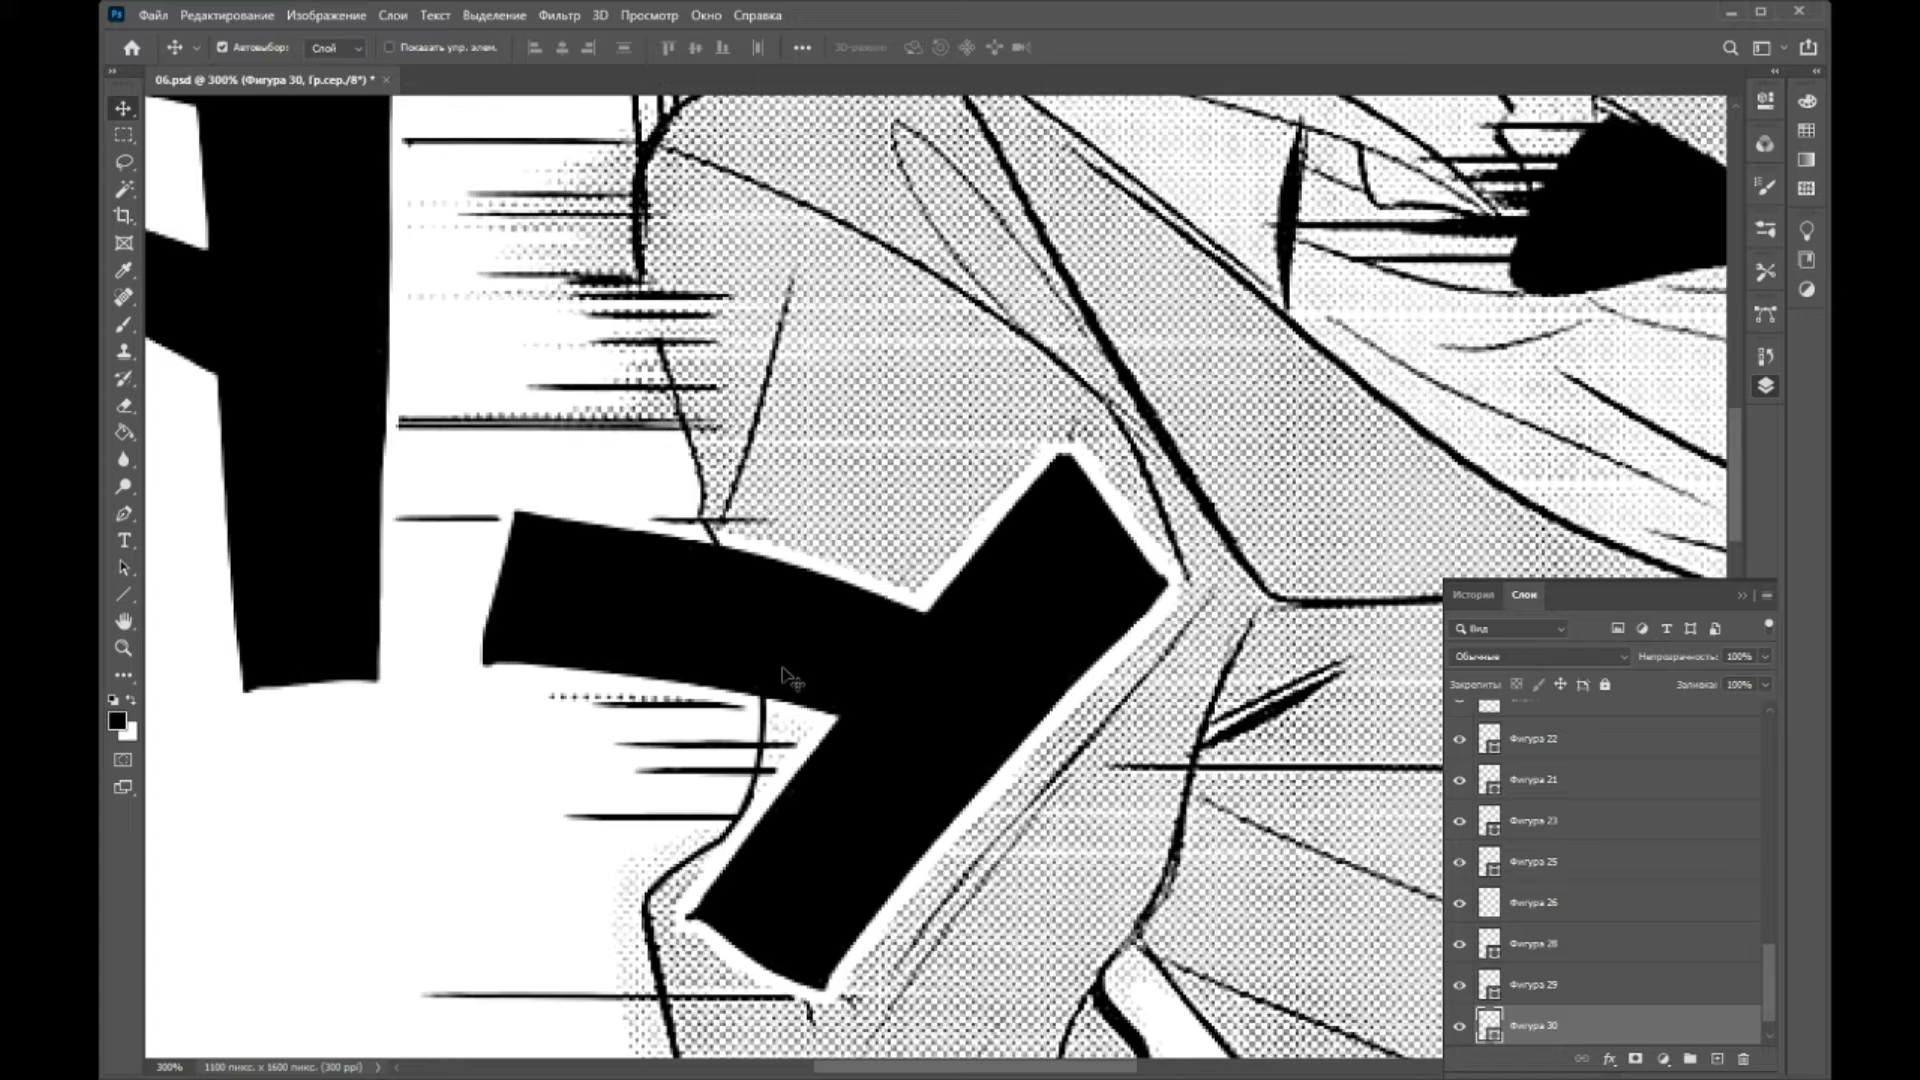 Ps Файл Редактирование Изображение Слои Текст Выделение Фильтр 3D Просмотр Окно Справка
Автовыбор: Слой Показать упр. элем. 3D-режим
06.psd @ 300% (Фигура 30, Гр.сер./8*) *
У
История Слои
Вид
Обычные Непрозрачность: 100%
Закрепить: Заливка: 100%
Фигура 22
Фигура 21
Фигура 23
Фигура 25
Фигура 26
Фигура 28
Фигура 29
Фигура 30
300% 1100 пикс. x 1600 пикс. (300 ppi)